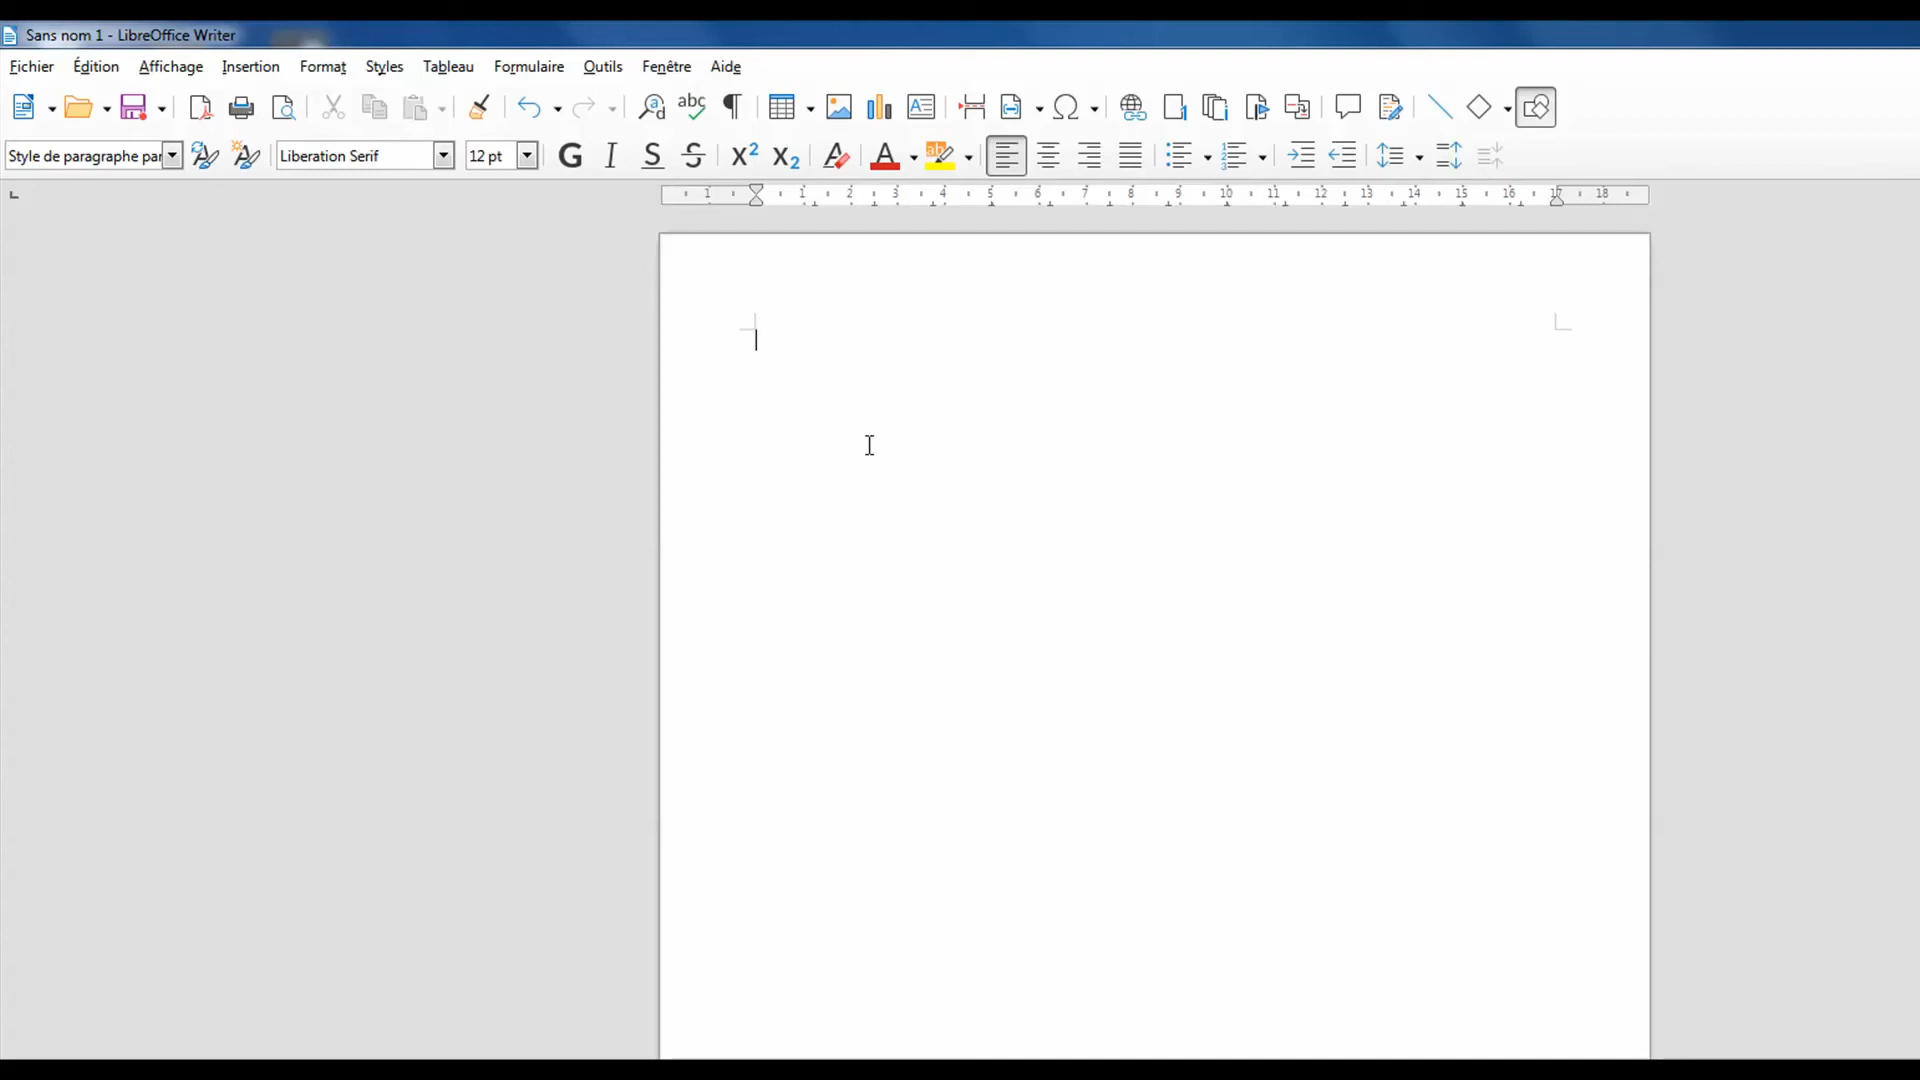 Sans nom 1 - LibreOffice Writer
Fichier Édition Affichage Insertion Format Styles Tableau Formulaire Outils Fenêtre Aide
abc
Style de paragraphe par Liberation Serif 12 pt G I S S X2 X2 A A ab
1 1 2 3 4 5 6 7 8 9 10 11 12 13 14 15 16 17 18